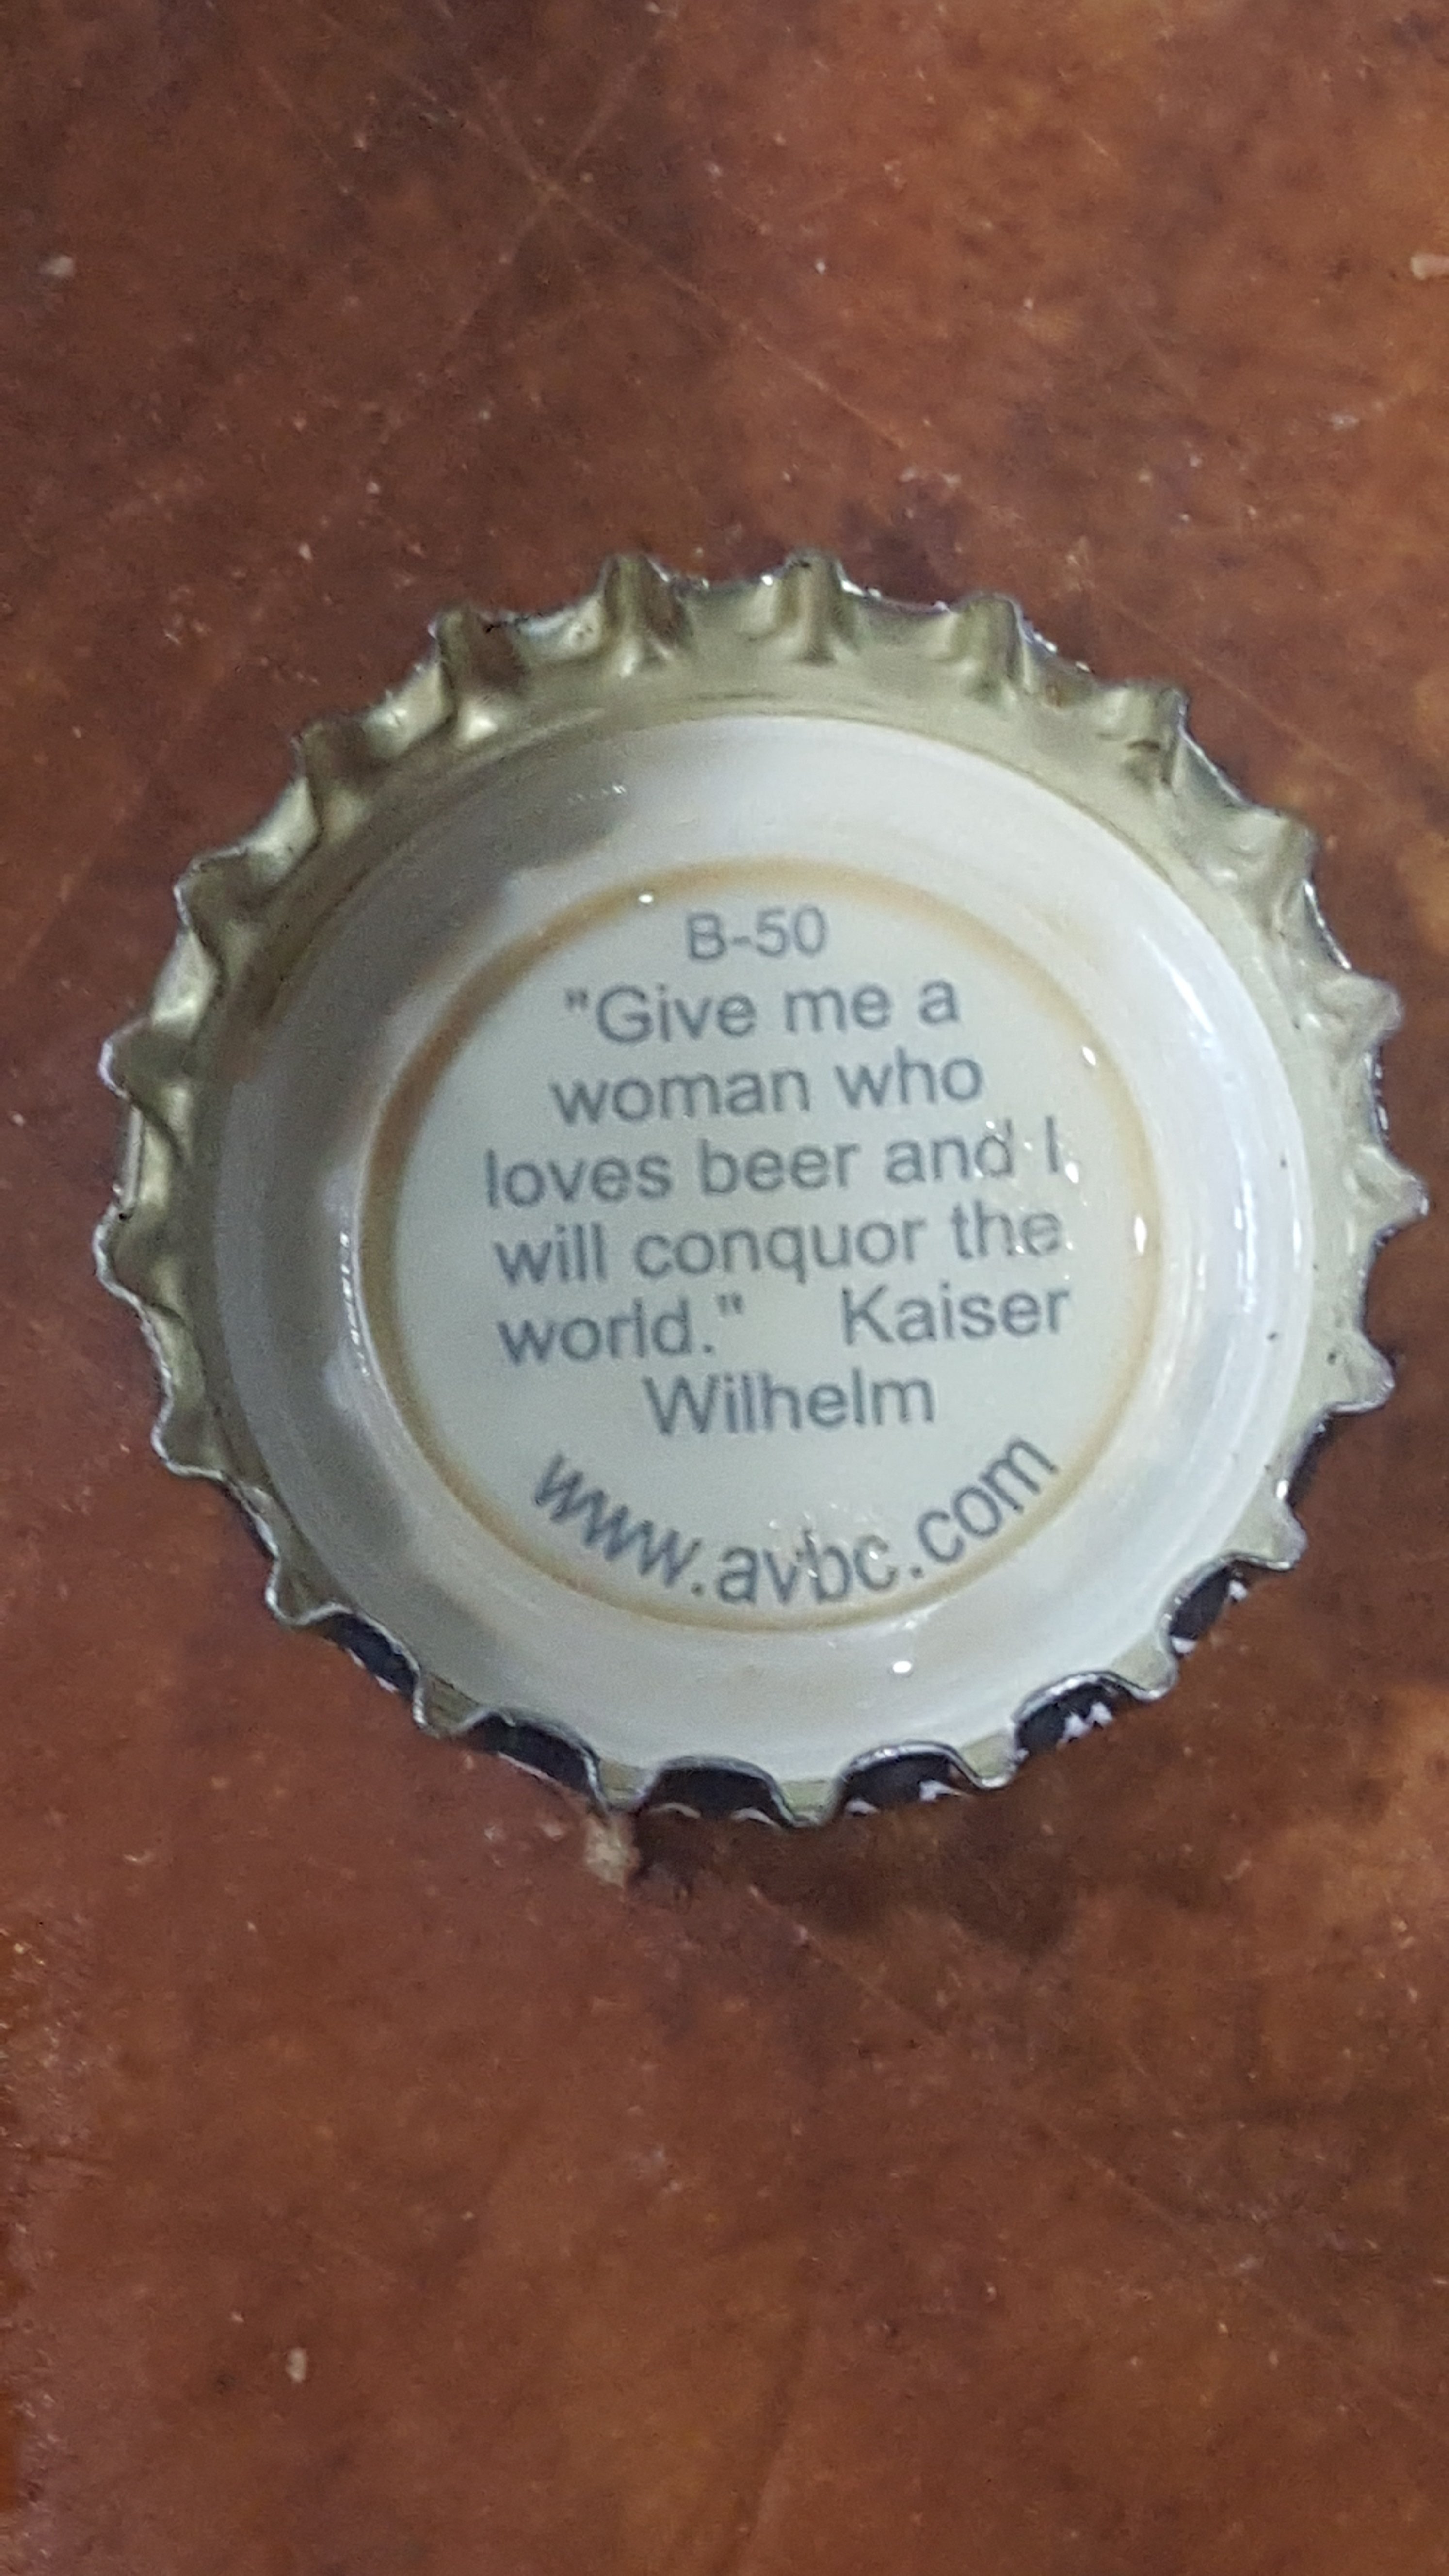 B-50
"Give me a
woman who
loves beer and I
will conquor the
world." Kaiser
Wilhelm
www.avbc.com